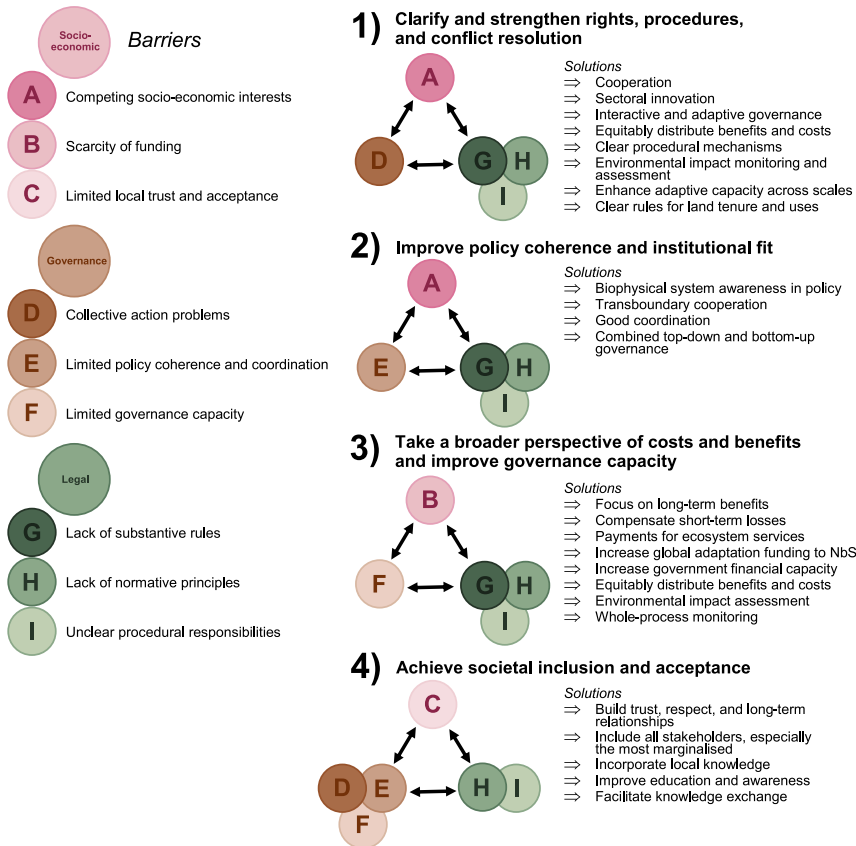 Socio-
economic
Barriers
A
Competing socio-economic interests
B
Scarcity of funding
C
Limited local trust and acceptance
Governance
D
Collective action problems
E
Limited policy coherence and coordination
F
Limited governance capacity
Legal
G
Lack of substantive rules
H
Lack of normative principles
I
Unclear procedural responsibilities
1) Clarify and strengthen rights, procedures,
and conflict resolution
A
D
G
H
I
Solutions
⇒ Cooperation
⇒ Sectoral innovation
⇒ Interactive and adaptive governance
⇒ Equitably distribute benefits and costs
⇒ Clear procedural mechanisms
⇒ Environmental impact monitoring and
assessment
⇒ Enhance adaptive capacity across scales
⇒ Clear rules for land tenure and uses
2) Improve policy coherence and institutional fit
A
E
G
H
I
Solutions
⇒ Biophysical system awareness in policy
⇒ Transboundary cooperation
⇒ Good coordination
⇒ Combined top-down and bottom-up
governance
3) Take a broader perspective of costs and benefits
and improve governance capacity
B
F
G
H
I
Solutions
⇒ Focus on long-term benefits
⇒ Compensate short-term losses
⇒ Payments for ecosystem services
⇒ Increase global adaptation funding to NbS
⇒ Increase government financial capacity
⇒ Equitably distribute benefits and costs
⇒ Environmental impact assessment
⇒ Whole-process monitoring
4) Achieve societal inclusion and acceptance
C
D
E
F
H
I
Solutions
⇒ Build trust, respect, and long-term
relationships
⇒ Include all stakeholders, especially
the most marginalised
⇒ Incorporate local knowledge
⇒ Improve education and awareness
⇒ Facilitate knowledge exchange